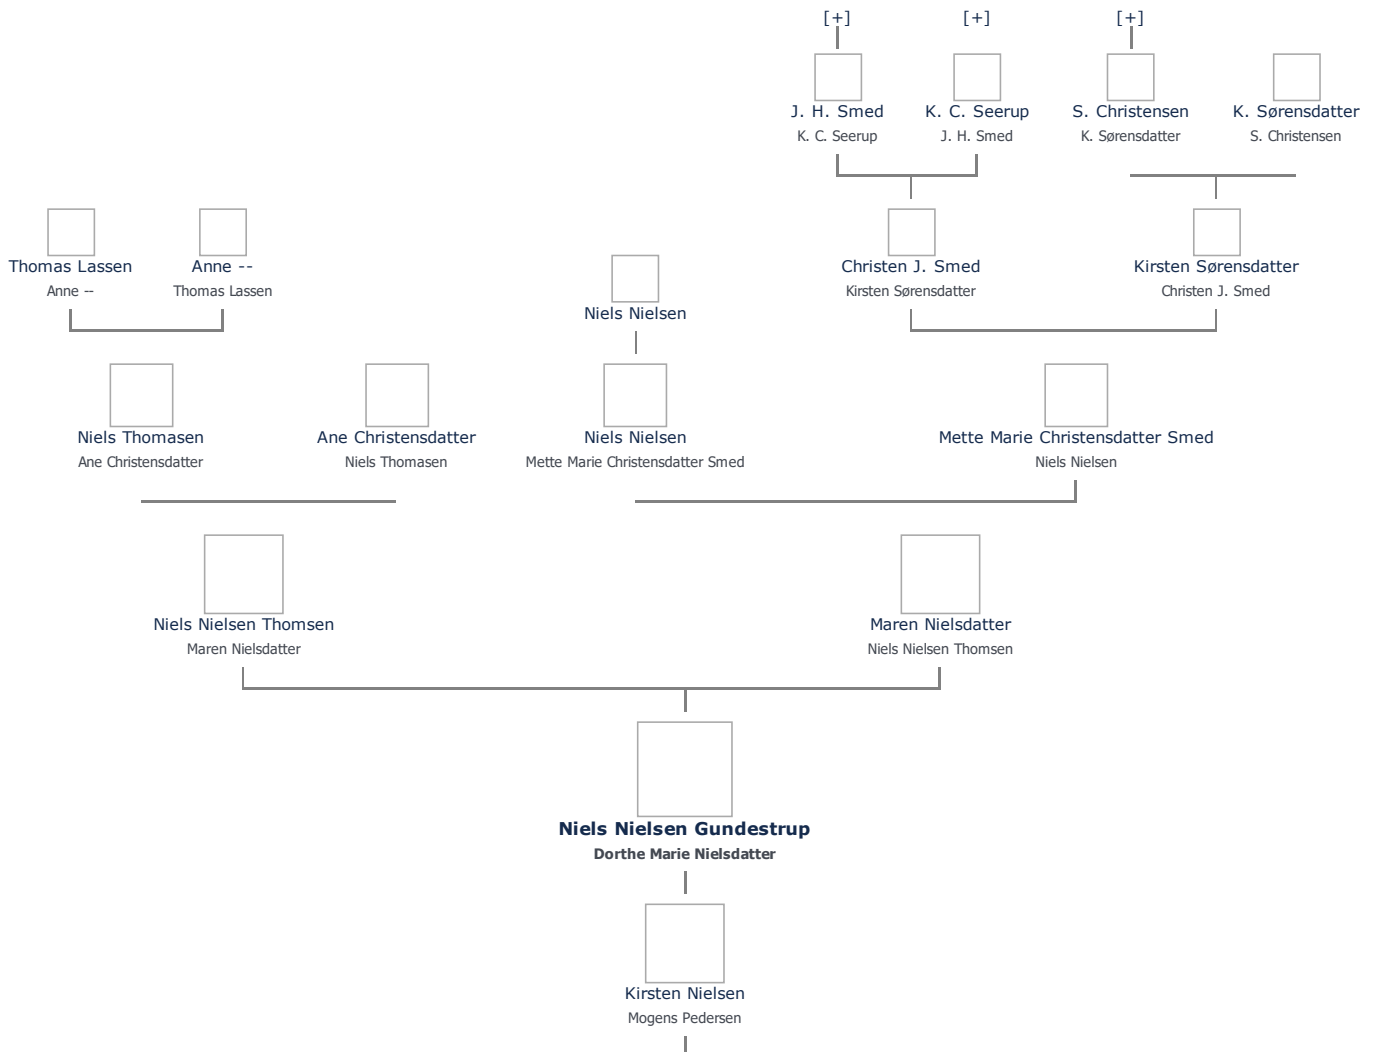 [+] [+] [+]
J. H. Smed K. C. Seerup S. Christensen K. Sørensdatter
K. C. Seerup J. H. Smed K. Sørensdatter S. Christensen
Thomas Lassen Anne -- Christen J. Smed Kirsten Sørensdatter
Anne -- Thomas Lassen Kirsten Sørensdatter Christen J. Smed
Niels Nielsen
Niels Thomasen Ane Christensdatter Niels Nielsen Mette Marie Christensdatter Smed
Ane Christensdatter Niels Thomasen Mette Marie Christensdatter Smed Niels Nielsen
Niels Nielsen Thomsen Maren Nielsdatter
Maren Nielsdatter Niels Nielsen Thomsen
Niels Nielsen Gundestrup
Dorthe Marie Nielsdatter
Kirsten Nielsen
Mogens Pedersen